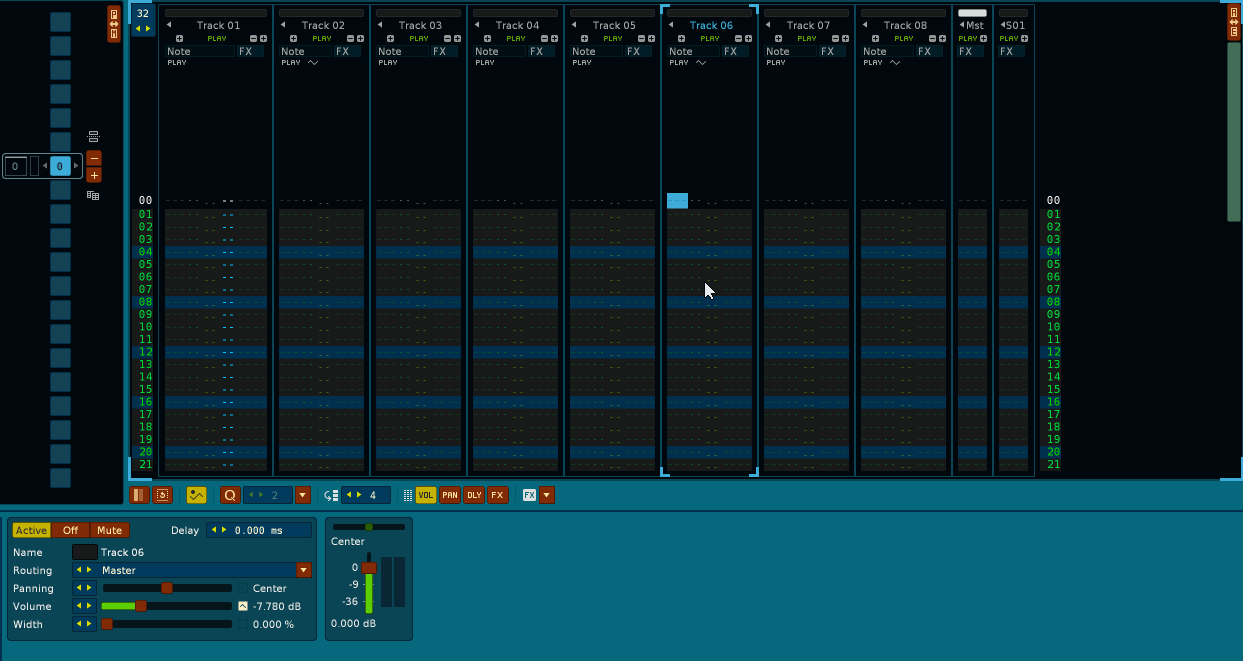 32
Track 01 Track 02 Track 03 Track 04 Track 05 Track 06 Track 07 Track 08 Mst S01
PLAY PLAY PLAY PLAY PLAY PLAY PLAY PLAY PLAY PLAY
Note FX Note FX Note FX Note FX Note FX Note FX Note FX Note FX FX FX
PLAY PLAY PLAY PLAY PLAY PLAY PLAY PLAY
0 0
00 00
01 01
02 02
03 03
04 04
05 05
06 06
07 07
08 08
09 09
10 10
11 11
12 12
13 13
14 14
15 15
16 16
17 17
18 18
19 19
20 20
21 21
Q 2 4 VOL PAN DLY FX FX
Active Off Mute Delay 0.000 ms
Name Track 06
Routing Master
Panning Center
Volume -7.780 dB
Width 0.000 %
Center
0
-9
-36
0.000 dB